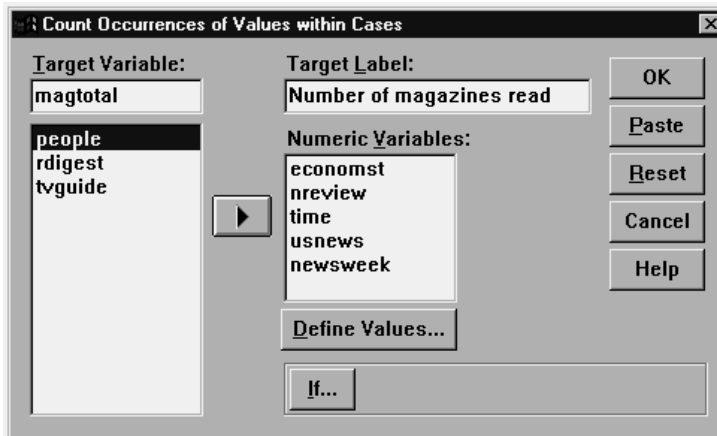 Count Occurrences of Values within Cases
Target Variable:
magtotal
people
rdigest
tvguide
Target Label:
Number of magazines read
Numeric Variables:
economst
nreview
time
usnews
newsweek
Define Values...
If...
OK
Paste
Reset
Cancel
Help